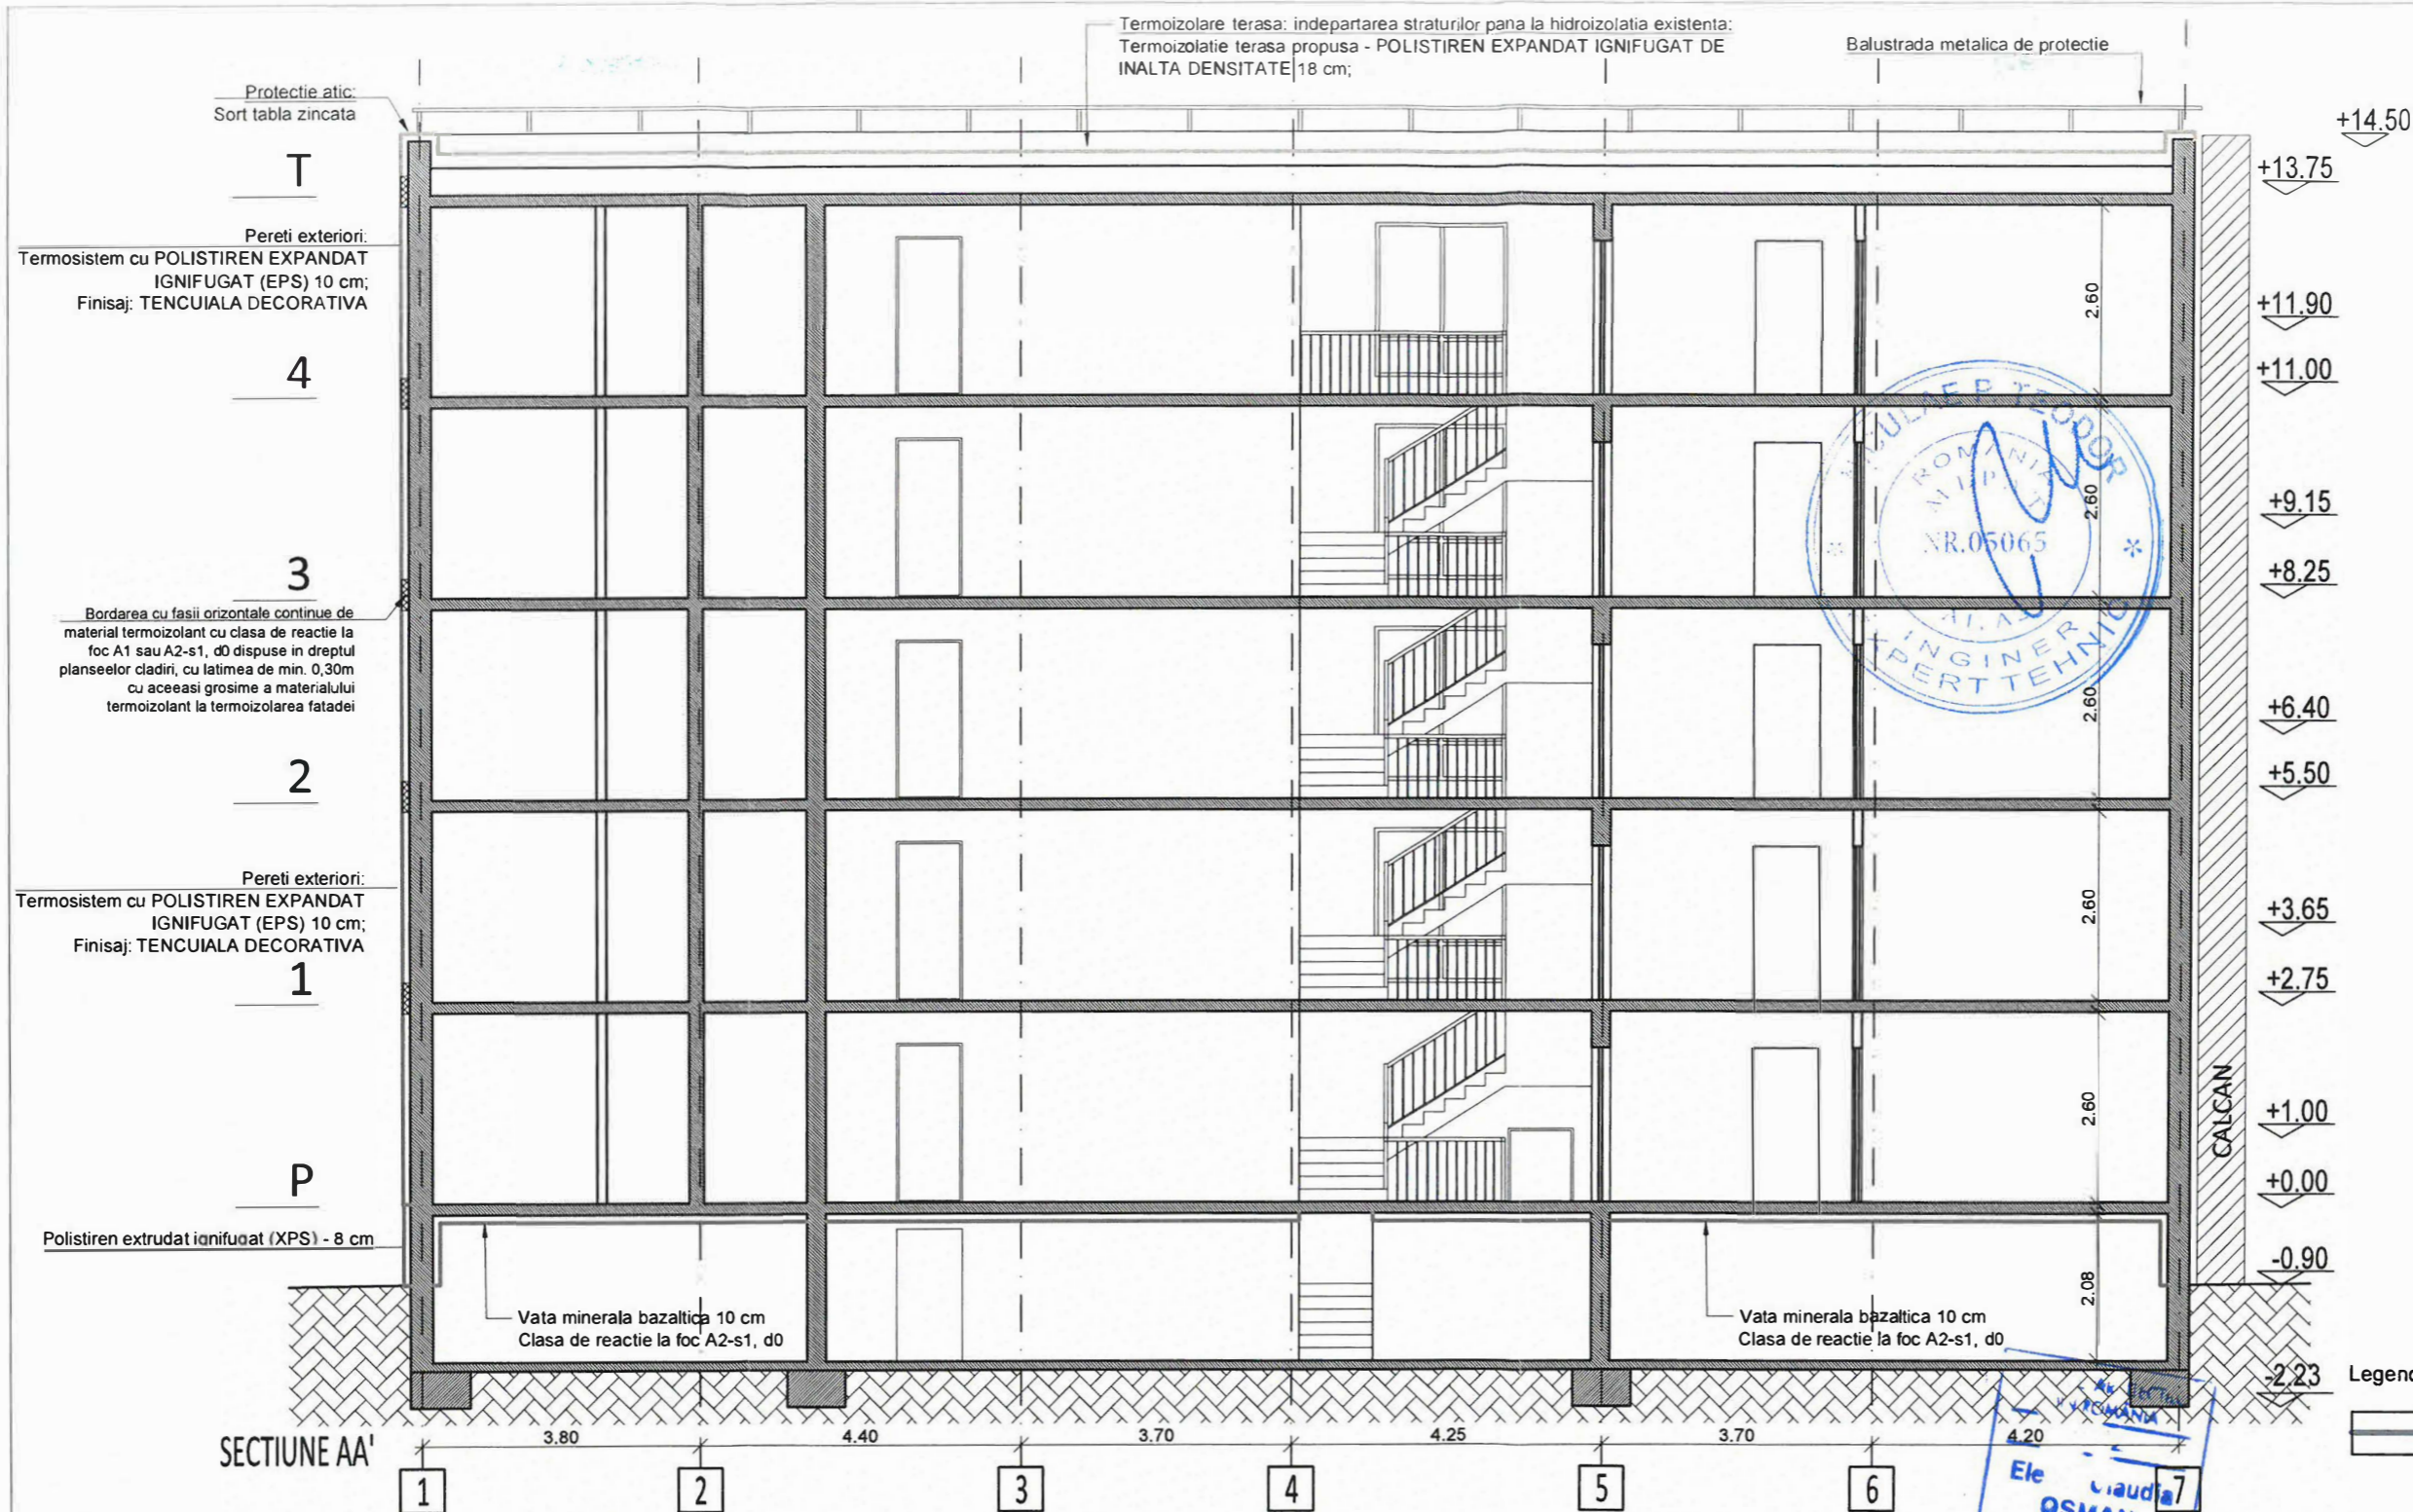 Termoizolare terasa: indepartarea straturilor pana la hidroizolatia existenta:
Termoizolatie terasa propusa - POLISTIREN EXPANDAT IGNIFUGAT DE
INALTA DENSITATE 18 cm;
Balustrada metalica de protectie
Protectie atic:
Sort tabla zincata
+14.50
T
+13.75
Pereti exteriori:
Termosistem cu POLISTIREN EXPANDAT
IGNIFUGAT (EPS) 10 cm;
Finisaj: TENCUIALA DECORATIVA
2.60
+11.90
4
+11.00
NICULAE P. TEODOR
ROMANIA
NR.05065
INGINER
EXPERT TEHNIC
2.60
+9.15
3
+8.25
Bordarea cu fasii orizontale continue de
material termoizolant cu clasa de reactie la
foc A1 sau A2-s1, d0 dispuse in dreptul
planseelor cladiri, cu latimea de min. 0,30m
cu aceeasi grosime a materialului
termoizolant la termoizolarea fatadei
2.60
+6.40
2
+5.50
Pereti exteriori:
Termosistem cu POLISTIREN EXPANDAT
IGNIFUGAT (EPS) 10 cm;
Finisaj: TENCUIALA DECORATIVA
2.60
+3.65
1
+2.75
2.60
CALCAN
+1.00
P
+0.00
Polistiren extrudat ignifugat (XPS) - 8 cm
-0.90
2.08
Vata minerala bazaltica 10 cm
Clasa de reactie la foc A2-s1, d0
Vata minerala bazaltica 10 cm
Clasa de reactie la foc A2-s1, d0
-2.23
ROMÂNIA
SECTIUNE AA'
3.80
4.40
3.70
4.25
3.70
4.20
1
2
3
4
5
6
7
Ele